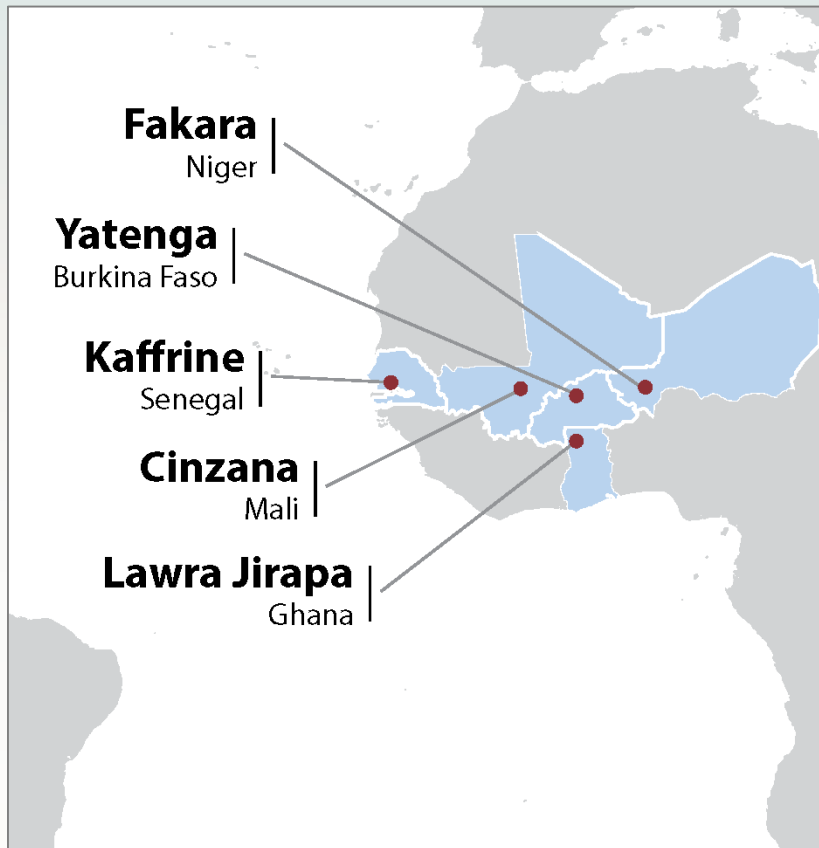 Fakara
Niger
Yatenga
Burkina Faso
Kaffrine
Senegal
Cinzana
Mali
Lawra Jirapa
Ghana